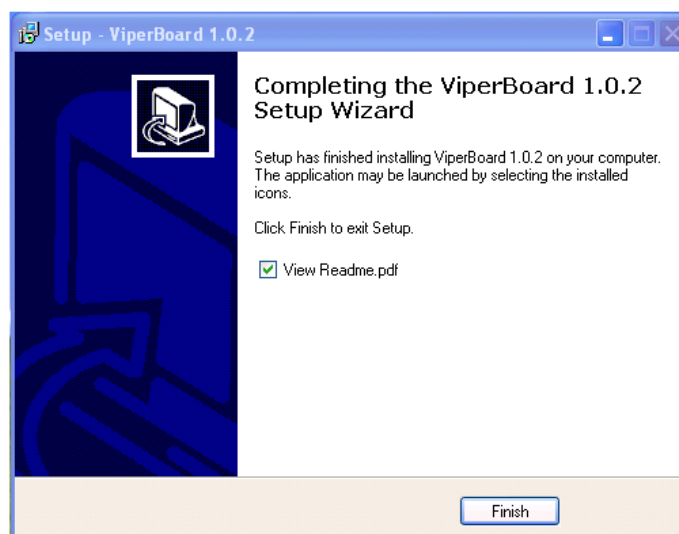 Setup - ViperBoard 1.0.2
Completing the ViperBoard 1.0.2
Setup Wizard
Setup has finished installing ViperBoard 1.0.2 on your computer.
The application may be launched by selecting the installed
icons.
Click Finish to exit Setup.
View Readme.pdf
Finish